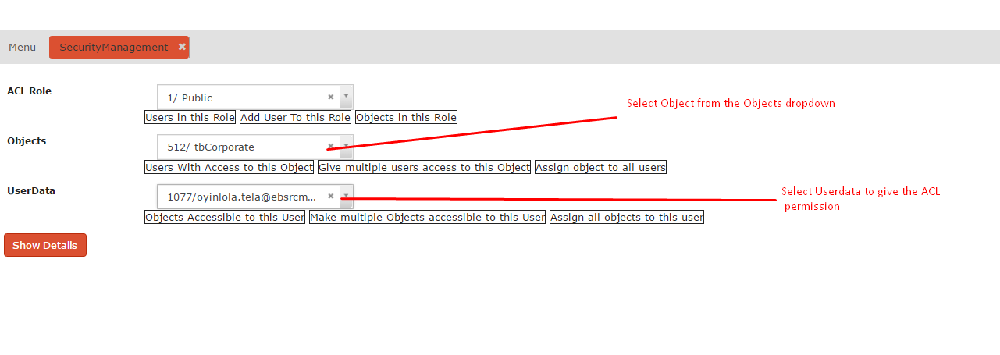 Menu SecurityManagement ✖
ACL Role
1/ Public ✖
Select Object from the Objects dropdown
Users in this Role Add User To this Role Objects in this Role
Objects
512/ tbCorporate ✖
Users With Access to this Object Give multiple users access to this Object Assign object to all users
UserData
1077/oyinlola.tela@ebsrcm... ✖
Select Userdata to give the ACL
permission
Objects Accessible to this User Make multiple Objects accessible to this User Assign all objects to this user
Show Details